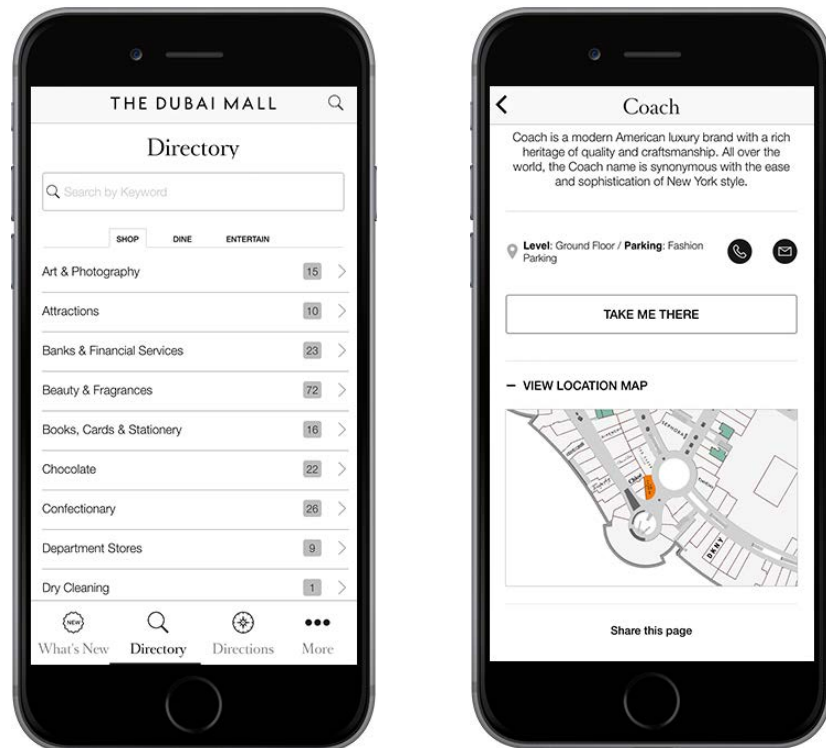 THE DUBAI MALL
Directory
Search by Keyword
SHOP DINE ENTERTAIN
Art & Photography 15
Attractions 10
Banks & Financial Services 23
Beauty & Fragrances 72
Books, Cards & Stationery 16
Chocolate 22
Confectionary 26
Department Stores 9
Dry Cleaning 1
NEW
What's New Directory Directions More
Coach
Coach is a modern American luxury brand with a rich
heritage of quality and craftsmanship. All over the
world, the Coach name is synonymous with the ease
and sophistication of New York style.
Level: Ground Floor / Parking: Fashion
Parking
TAKE ME THERE
VIEW LOCATION MAP
SEPHORA
Chloé
DKNY
Share this page